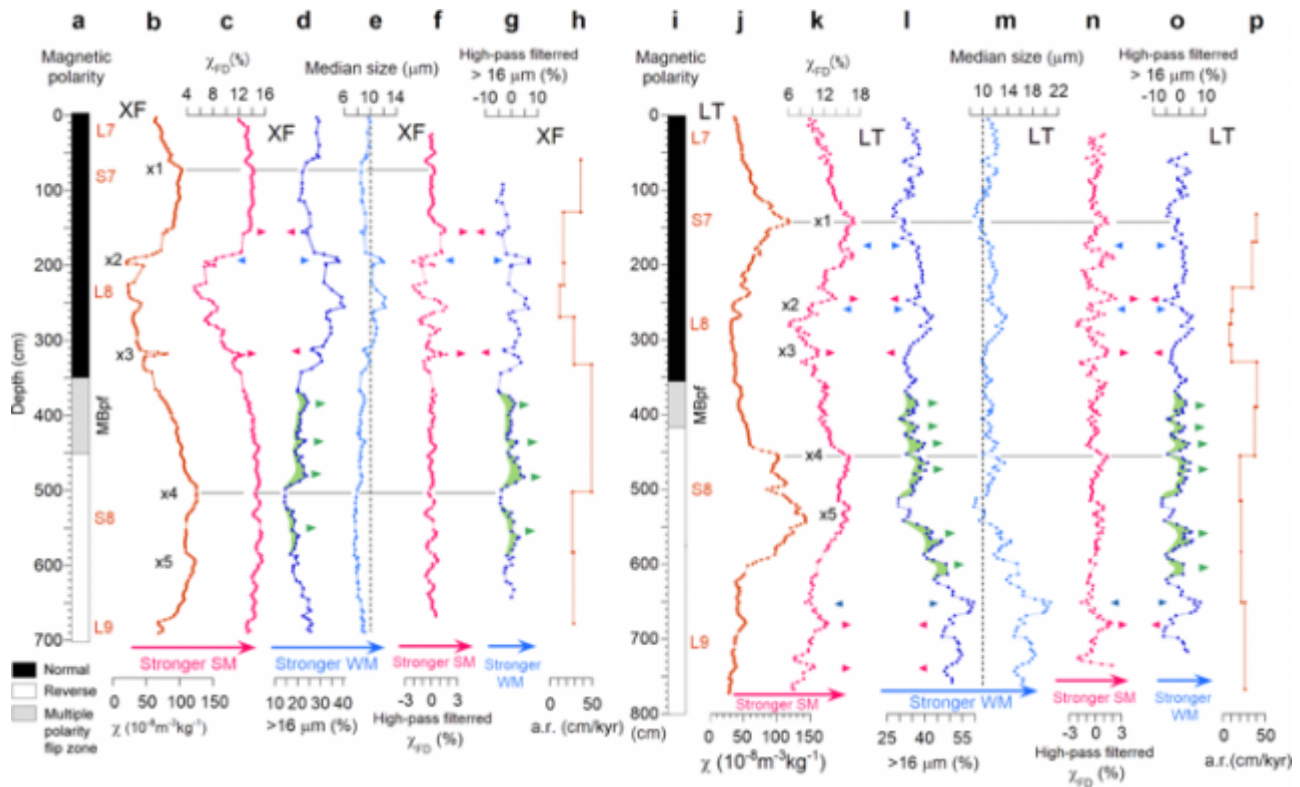 a b c d e f g h i j k l m n o p
Magnetic polarity
χFD(%)
Median size (μm)
High-pass filterred > 16 μm (%)
Magnetic polarity
χFD(%)
Median size (μm)
High-pass filterred > 16 μm (%)
4 8 12 16
6 10 14
-10 0 10
6 12 18
10 14 18 22
-10 0 10
XF XF XF XF LT LT LT LT
0
100
200
300
400
500
600
700
Depth (cm)
MBpf
L7
S7
L8
S8
L9
x1
x2
x3
x4
x5
0
100
200
300
400
500
600
700
800
(cm)
MBpf
L7
S7
L8
S8
L9
x1
x2
x3
x4
x5
Stronger SM
Stronger WM
Stronger SM
Stronger WM
Stronger SM
Stronger WM
Stronger SM
Stronger WM
Normal
Reverse
Multiple polarity flip zone
0 50 100 150
χ (10-8m-3kg-1)
10 20 30 40
>16 μm (%)
-3 0 3
High-pass filterred χFD (%)
0 50
a.r. (cm/kyr)
0 50 100 150
χ (10-8m-3kg-1)
25 40 55
>16 μm (%)
-3 0 3
High-pass filterred χFD (%)
0 50
a.r.(cm/kyr)